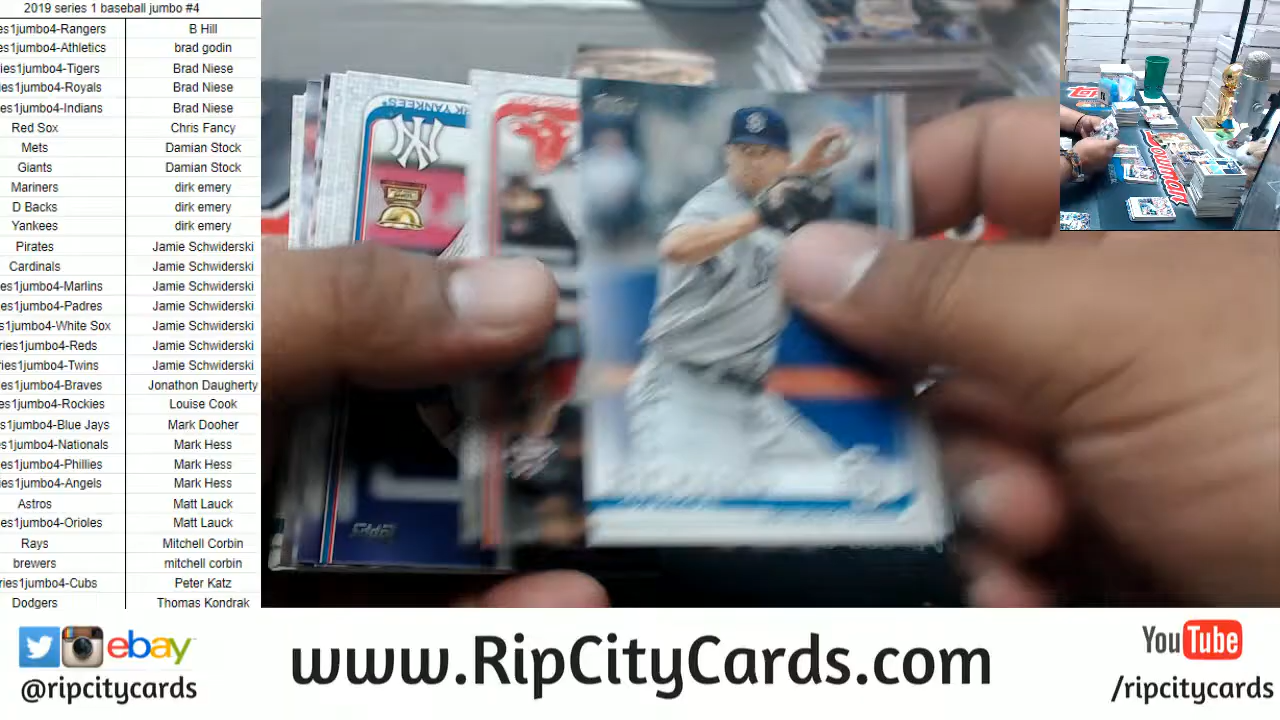 2019 series 1 baseball jumbo #4
es1jumbo4-Rangers B Hill
es1jumbo4-Athletics brad godin
ries1jumbo4-Tigers Brad Niese
ies1jumbo4-Royals Brad Niese
es1jumbo4-Indians Brad Niese
Red Sox Chris Fancy
Mets Damian Stock
Giants Damian Stock
Mariners dirk emery
D Backs dirk emery
Yankees dirk emery
Pirates Jamie Schwiderski
Cardinals Jamie Schwiderski
es1jumbo4-Marlins Jamie Schwiderski
es1jumbo4-Padres Jamie Schwiderski
s1jumbo4-White Sox Jamie Schwiderski
ries1jumbo4-Reds Jamie Schwiderski
ries1jumbo4-Twins Jamie Schwiderski
es1jumbo4-Braves Jonathon Daugherty
es1jumbo4-Rockies Louise Cook
s1jumbo4-Blue Jays Mark Dooher
es1jumbo4-Nationals Mark Hess
es1jumbo4-Phillies Mark Hess
es1jumbo4-Angels Mark Hess
Astros Matt Lauck
es1jumbo4-Orioles Matt Lauck
Rays Mitchell Corbin
brewers mitchell corbin
ries1jumbo4-Cubs Peter Katz
Dodgers Thomas Kondrak
YANKEES
NY
Topps
ebay
@ripcitycards
www.RipCityCards.com
YouTube
/ripcitycards